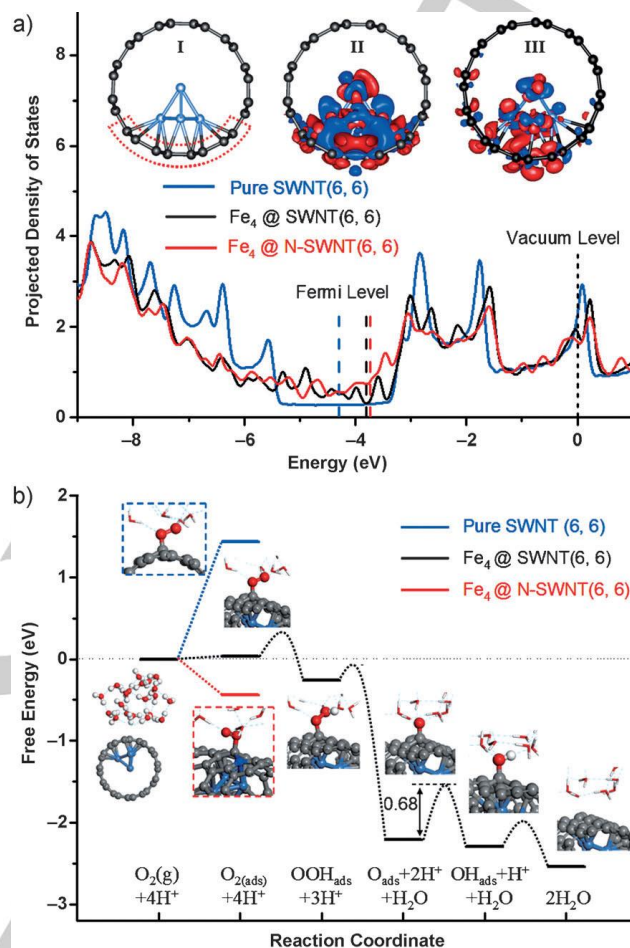 a)
I
II
III
8
6
4
2
0
Projected Density of States
Pure SWNT(6, 6)
Fe₄ @ SWNT(6, 6)
Fe₄ @ N-SWNT(6, 6)
Vacuum Level
Fermi Level
−8
−6
−4
−2
0
Energy (eV)
b)
2
1
0
−1
−2
−3
Free Energy (eV)
Pure SWNT (6, 6)
Fe₄ @ SWNT(6, 6)
Fe₄ @ N-SWNT(6, 6)
0.68
O₂(g)
+4H⁺
O₂₍ads₎
+4H⁺
OOHads
+3H⁺
Oads+2H⁺
+H₂O
OHads+H⁺
+H₂O
2H₂O
Reaction Coordinate